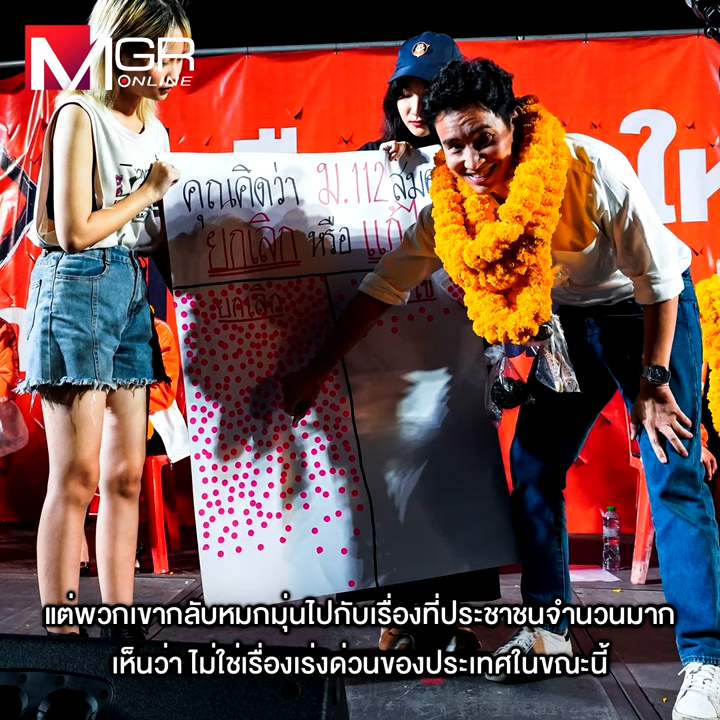 MGR
ONLINE
คุณคิดว่า ม.112
ยกเลิก หรือ แก้ไ
ยกเลิก
แต่พวกเขากลับหมกมุ่นไปกับเรื่องที่ประชาชนจำนวนมาก
เห็นว่า ไม่ใช่เรื่องเร่งด่วนของประเทศในขณะนี้